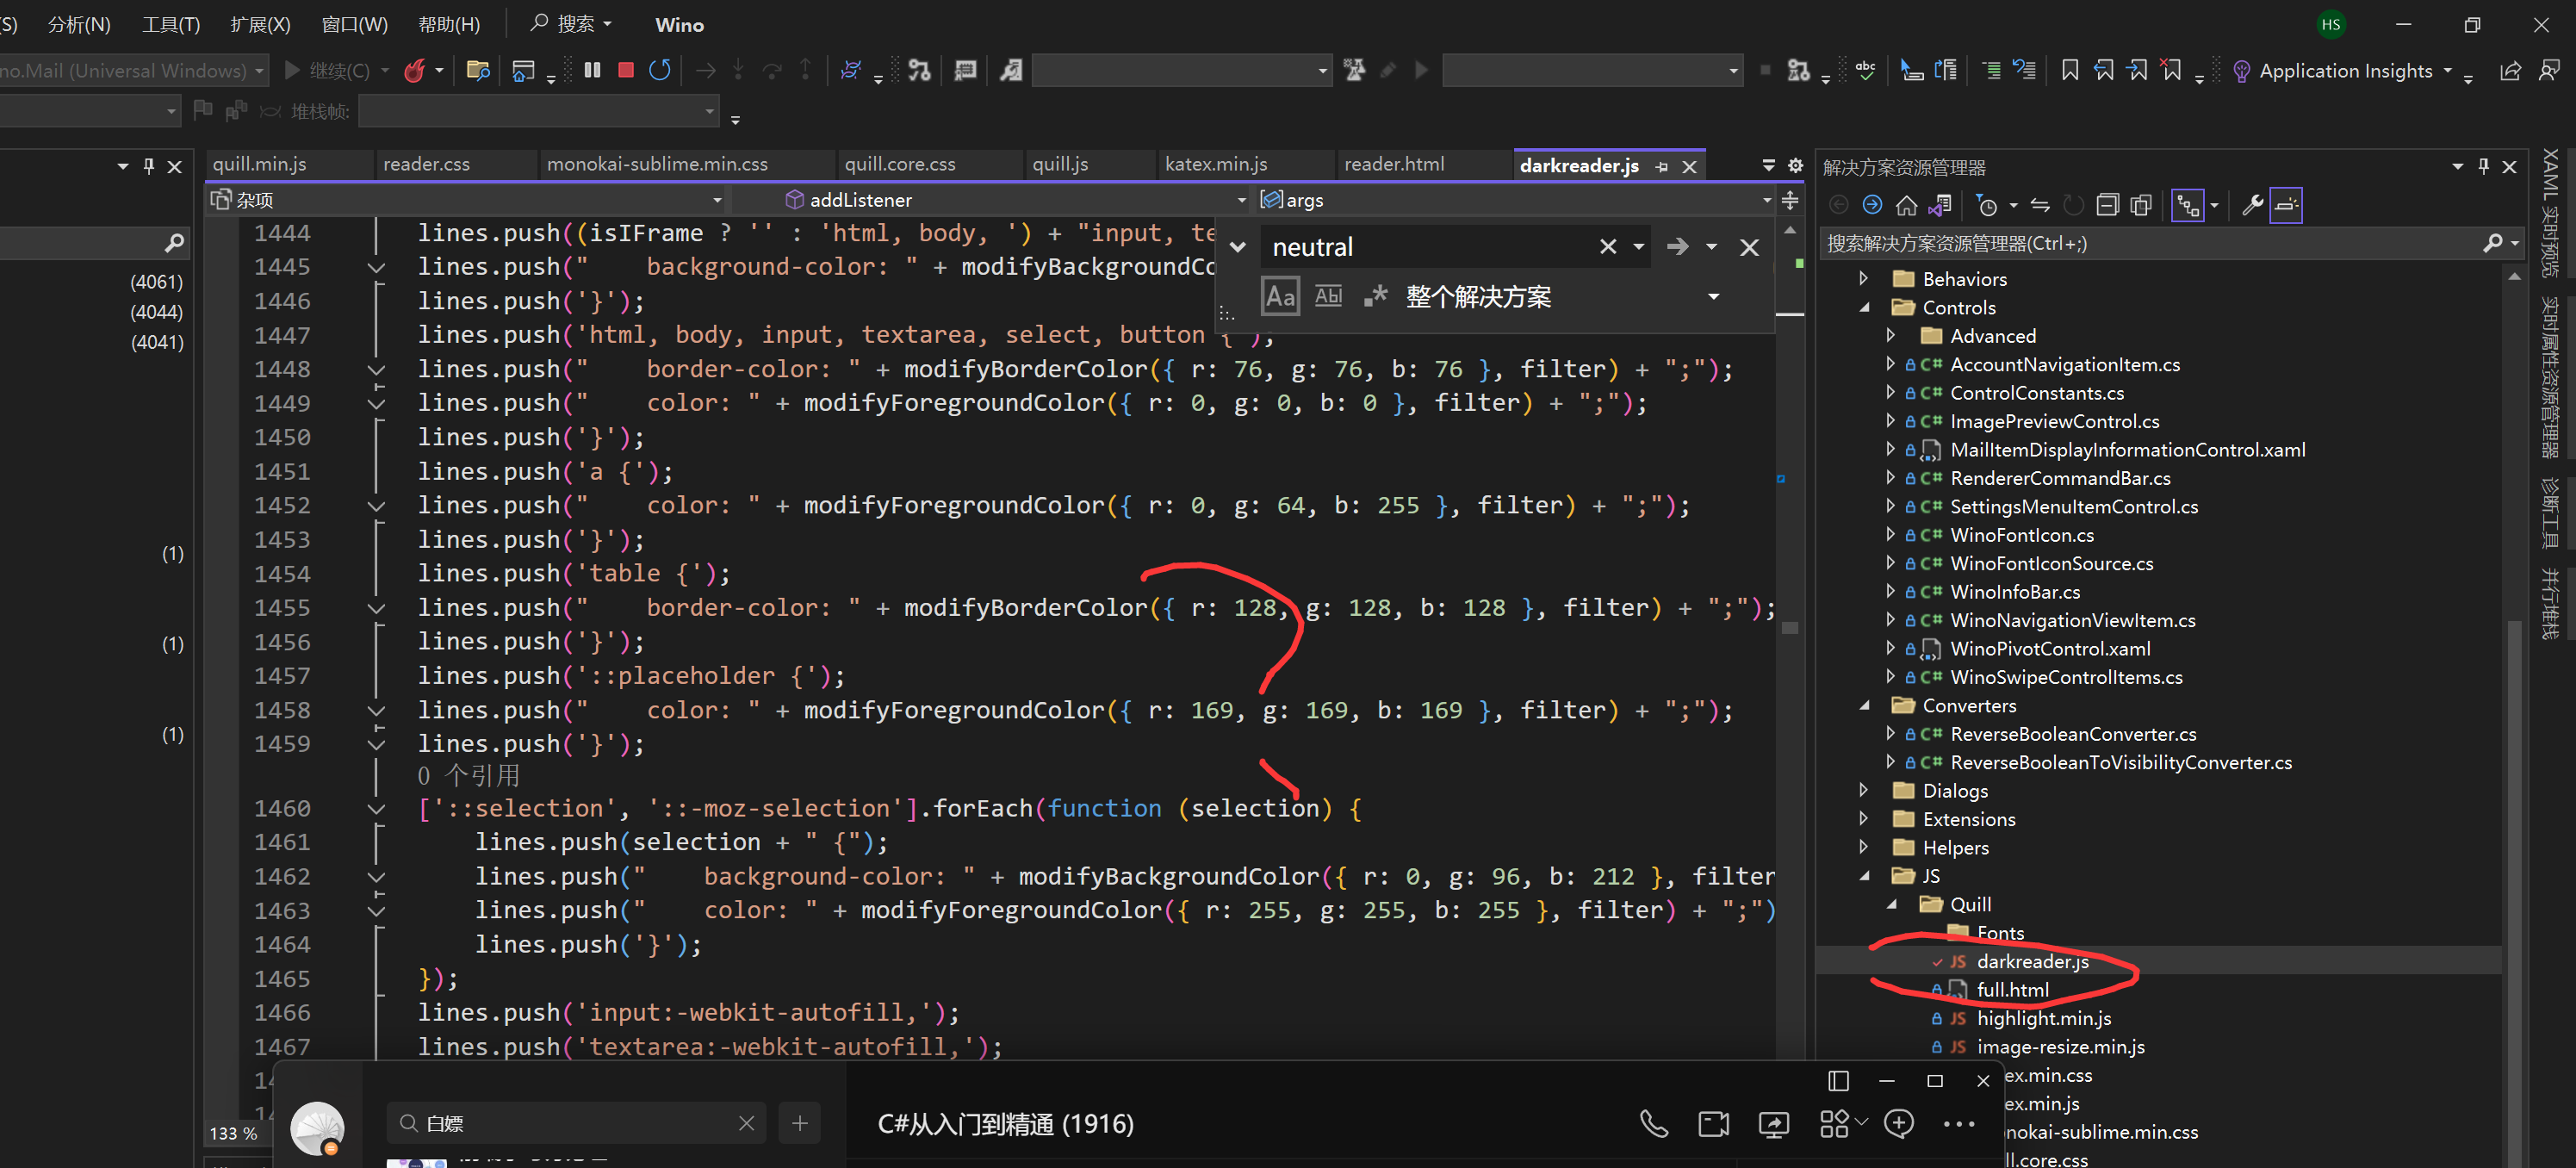 (S) 分析(N) 工具(T) 扩展(X) 窗口(W) 帮助(H) 搜索 Wino HS
no.Mail (Universal Windows) 继续(C) abc Application Insights
堆栈帧:
quill.min.js reader.css monokai-sublime.min.css quill.core.css quill.js katex.min.js reader.html darkreader.js
杂项 addListener args
(4061)
(4044)
(4041)
(1)
(1)
(1)
neutral
Aa Abl .* 整个解决方案
1444 lines.push((isIFrame ? '' : 'html, body, ') + "input, te
1445 lines.push("    background-color: " + modifyBackgroundCo
1446 lines.push('}');
1447 lines.push('html, body, input, textarea, select, button {');
1448 lines.push("    border-color: " + modifyBorderColor({ r: 76, g: 76, b: 76 }, filter) + ";");
1449 lines.push("    color: " + modifyForegroundColor({ r: 0, g: 0, b: 0 }, filter) + ";");
1450 lines.push('}');
1451 lines.push('a {');
1452 lines.push("    color: " + modifyForegroundColor({ r: 0, g: 64, b: 255 }, filter) + ";");
1453 lines.push('}');
1454 lines.push('table {');
1455 lines.push("    border-color: " + modifyBorderColor({ r: 128, g: 128, b: 128 }, filter) + ";");
1456 lines.push('}');
1457 lines.push('::placeholder {');
1458 lines.push("    color: " + modifyForegroundColor({ r: 169, g: 169, b: 169 }, filter) + ";");
1459 lines.push('}');
0 个引用
1460 ['::selection', '::-moz-selection'].forEach(function (selection) {
1461     lines.push(selection + " {");
1462     lines.push("    background-color: " + modifyBackgroundColor({ r: 0, g: 96, b: 212 }, filter
1463     lines.push("    color: " + modifyForegroundColor({ r: 255, g: 255, b: 255 }, filter) + ";")
1464     lines.push('}');
1465 });
1466 lines.push('input:-webkit-autofill,');
1467 lines.push('textarea:-webkit-autofill,');
133 %
解决方案资源管理器
搜索解决方案资源管理器(Ctrl+;)
Behaviors
Controls
Advanced
C# AccountNavigationItem.cs
C# ControlConstants.cs
C# ImagePreviewControl.cs
MailItemDisplayInformationControl.xaml
C# RendererCommandBar.cs
C# SettingsMenuItemControl.cs
C# WinoFontIcon.cs
C# WinoFontIconSource.cs
C# WinoInfoBar.cs
C# WinoNavigationViewItem.cs
WinoPivotControl.xaml
C# WinoSwipeControlItems.cs
Converters
C# ReverseBooleanConverter.cs
C# ReverseBooleanToVisibilityConverter.cs
Dialogs
Extensions
Helpers
JS
Quill
Fonts
JS darkreader.js
full.html
JS highlight.min.js
JS image-resize.min.js
ex.min.css
ex.min.js
nokai-sublime.min.css
ll.core.css
XAML 实时预览
实时属性资源管理器
诊断工具
并行堆栈
白嫖
C#从入门到精通 (1916)